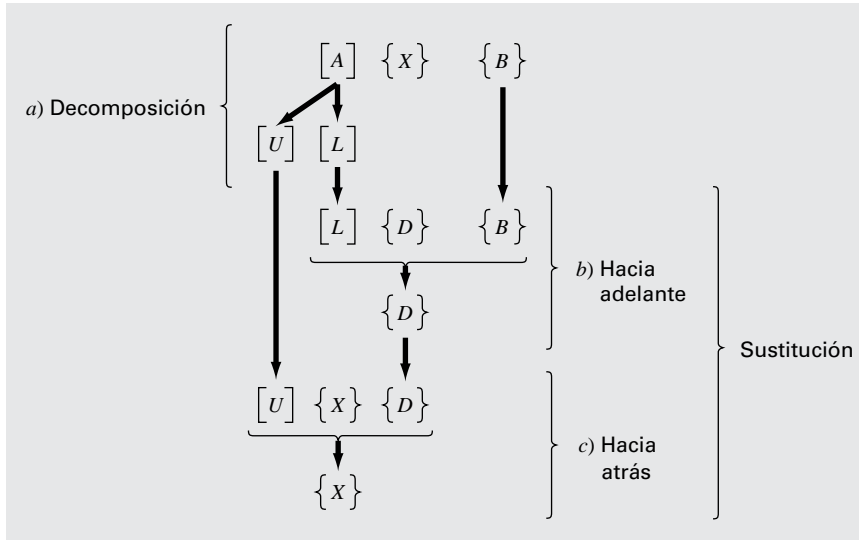 [A] {X} {B}
a) Decomposición
[U] [L]
[L] {D} {B}
b) Hacia
adelante
{D}
Sustitución
[U] {X} {D}
c) Hacia
atrás
{X}